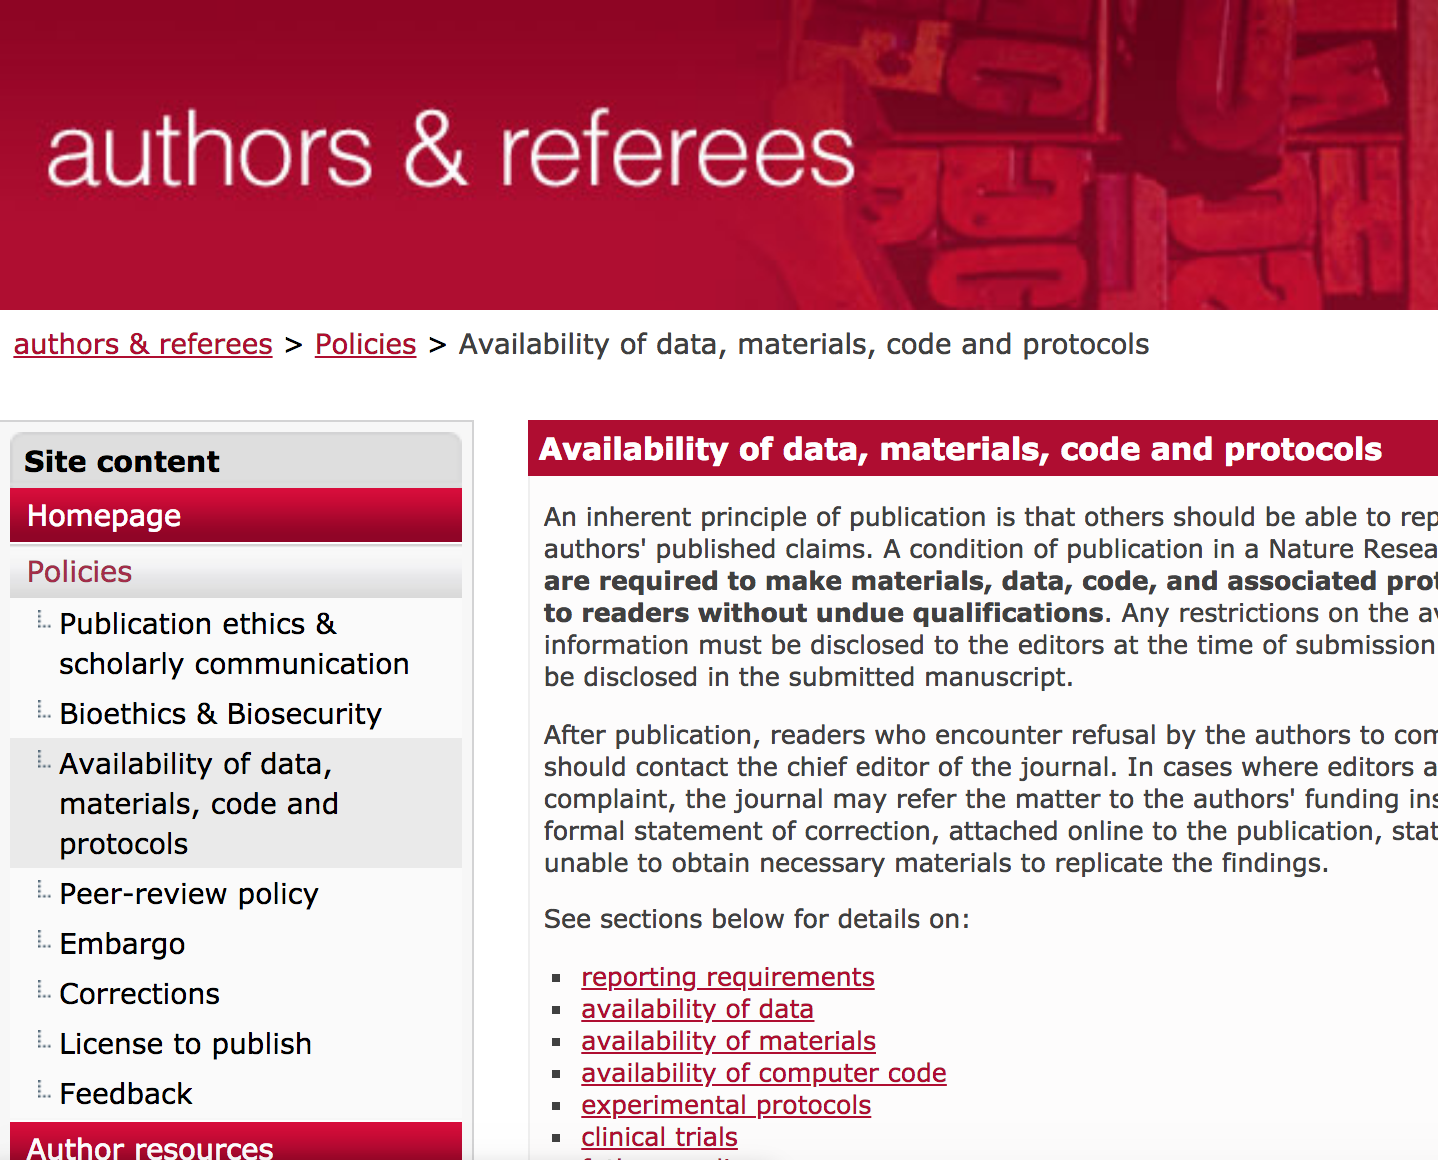 authors & referees
authors & referees > Policies > Availability of data, materials, code and protocols
Site content
Homepage
Policies
Publication ethics &
scholarly communication
Bioethics & Biosecurity
Availability of data,
materials, code and
protocols
Peer-review policy
Embargo
Corrections
License to publish
Feedback
Author resources
Availability of data, materials, code and protocols
An inherent principle of publication is that others should be able to
authors' published claims. A condition of publication in a Nature
are required to make materials, data, code, and associated
to readers without undue qualifications. Any restrictions on the
information must be disclosed to the editors at the time of submission
be disclosed in the submitted manuscript.
After publication, readers who encounter refusal by the authors to
should contact the chief editor of the journal. In cases where editors
complaint, the journal may refer the matter to the authors' funding
formal statement of correction, attached online to the publication,
unable to obtain necessary materials to replicate the findings.
See sections below for details on:
reporting requirements
availability of data
availability of materials
availability of computer code
experimental protocols
clinical trials